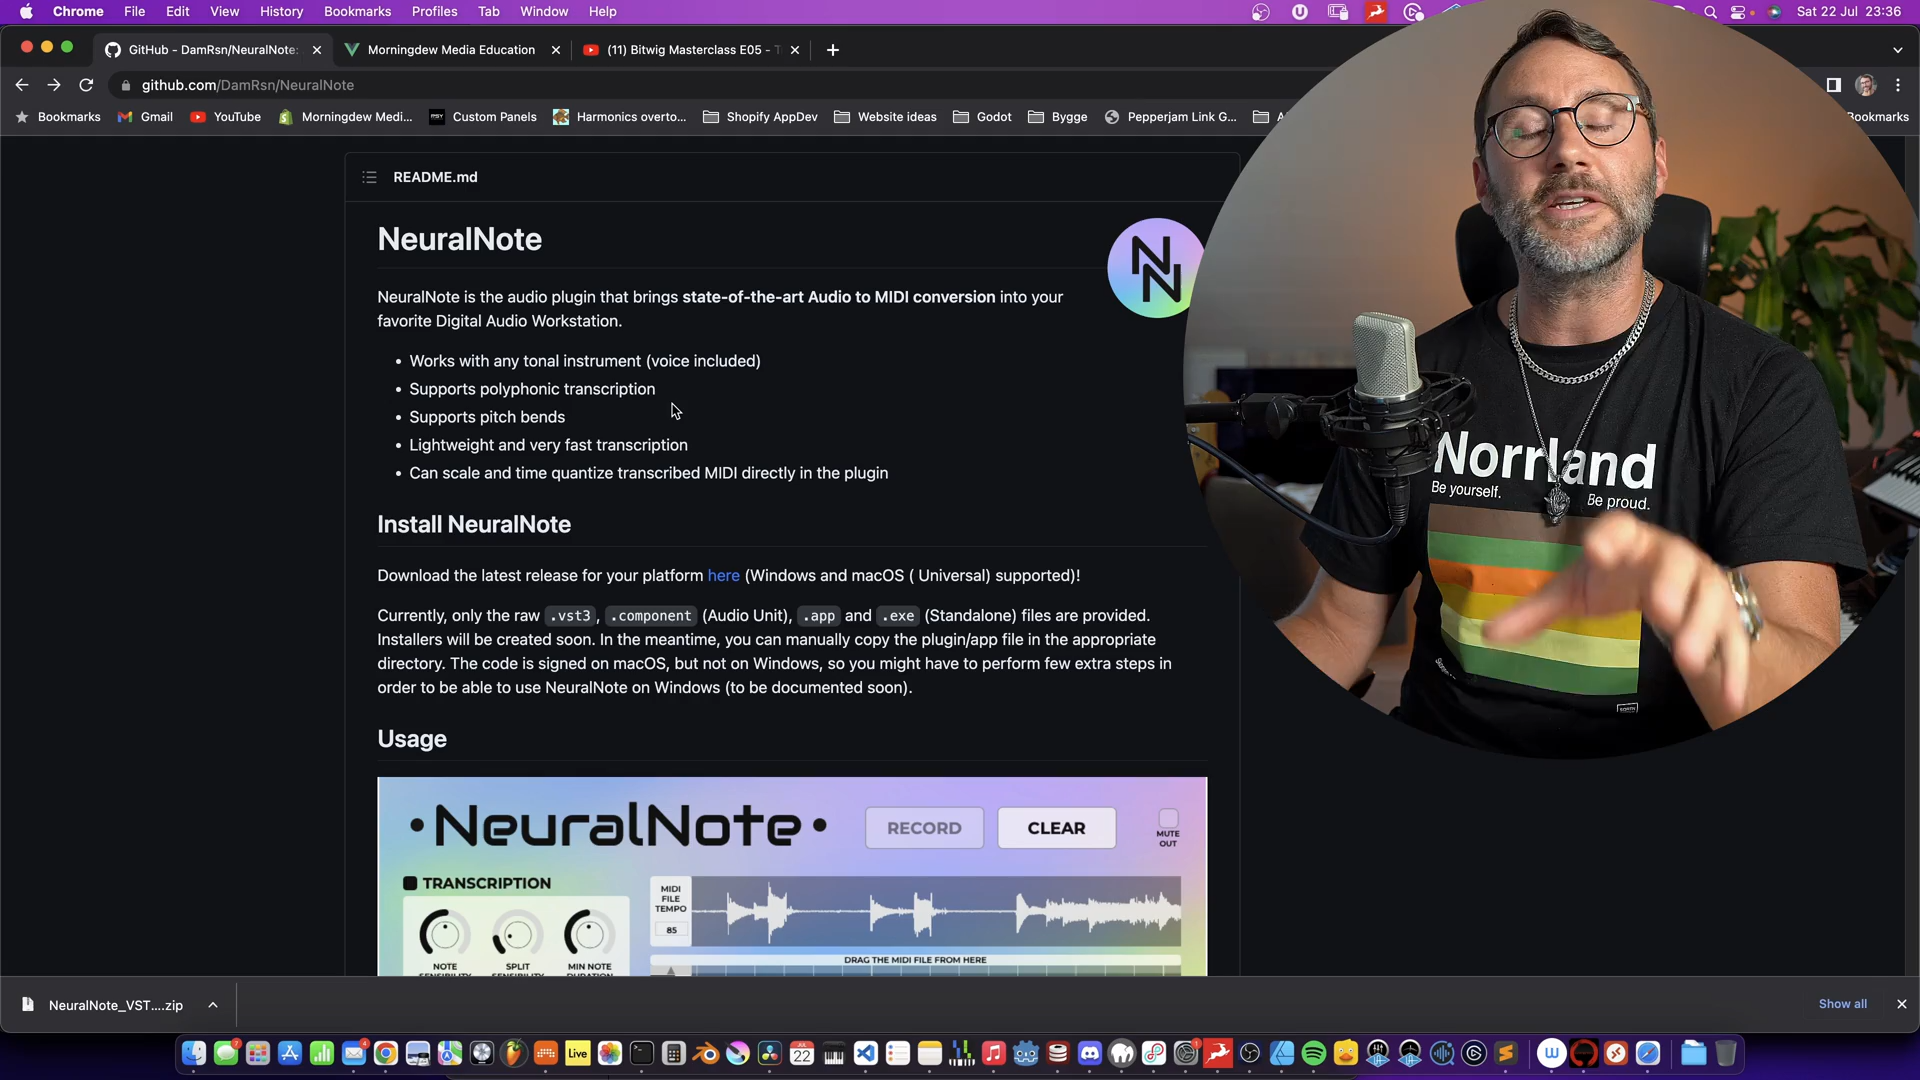 Chrome File Edit View History Bookmarks Profiles Tab Window Help
Sat 22 Jul 23:36
GitHub - DamRsn/NeuralNote:
Morningdew Media Education
(11) Bitwig Masterclass E05 - T
github.com/DamRsn/NeuralNote
Bookmarks Gmail YouTube Morningdew Medi... Custom Panels Harmonics overto... Shopify AppDev Website ideas Godot Bygge Pepperjam Link G... Bookmarks
README.md
NeuralNote
NeuralNote is the audio plugin that brings state-of-the-art Audio to MIDI conversion into your
favorite Digital Audio Workstation.
• Works with any tonal instrument (voice included)
• Supports polyphonic transcription
• Supports pitch bends
• Lightweight and very fast transcription
• Can scale and time quantize transcribed MIDI directly in the plugin
Install NeuralNote
Download the latest release for your platform here (Windows and macOS ( Universal) supported)!
Currently, only the raw .vst3, .component (Audio Unit), .app and .exe (Standalone) files are provided.
Installers will be created soon. In the meantime, you can manually copy the plugin/app file in the appropriate
directory. The code is signed on macOS, but not on Windows, so you might have to perform few extra steps in
order to be able to use NeuralNote on Windows (to be documented soon).
Usage
• NeuralNote •
RECORD
CLEAR
MUTE
OUT
TRANSCRIPTION
MIDI
FILE
TEMPO
85
NOTE
SPLIT
MIN NOTE
DRAG THE MIDI FILE FROM HERE
NN
Norrland
Be yourself. Be proud.
NeuralNote_VST....zip
Show all
JUL
22
Live